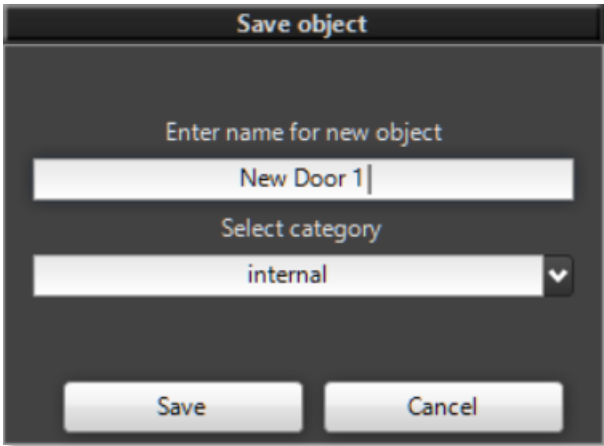 Save object
Enter name for new object
New Door 1
Select category
internal
Save Cancel